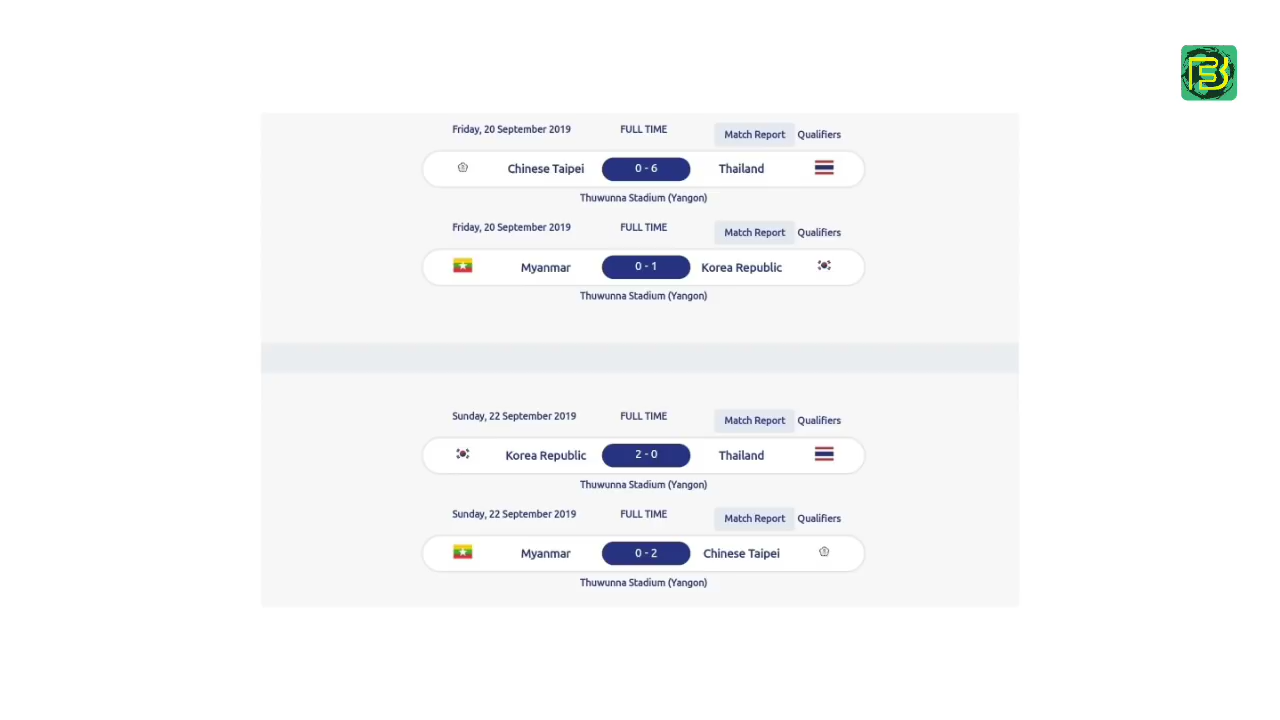 Friday, 20 September 2019 FULL TIME Match Report Qualifiers
Chinese Taipei 0 - 6 Thailand
Thuwunna Stadium (Yangon)
Friday, 20 September 2019 FULL TIME Match Report Qualifiers
Myanmar 0 - 1 Korea Republic
Thuwunna Stadium (Yangon)
Sunday, 22 September 2019 FULL TIME Match Report Qualifiers
Korea Republic 2 - 0 Thailand
Thuwunna Stadium (Yangon)
Sunday, 22 September 2019 FULL TIME Match Report Qualifiers
Myanmar 0 - 2 Chinese Taipei
Thuwunna Stadium (Yangon)